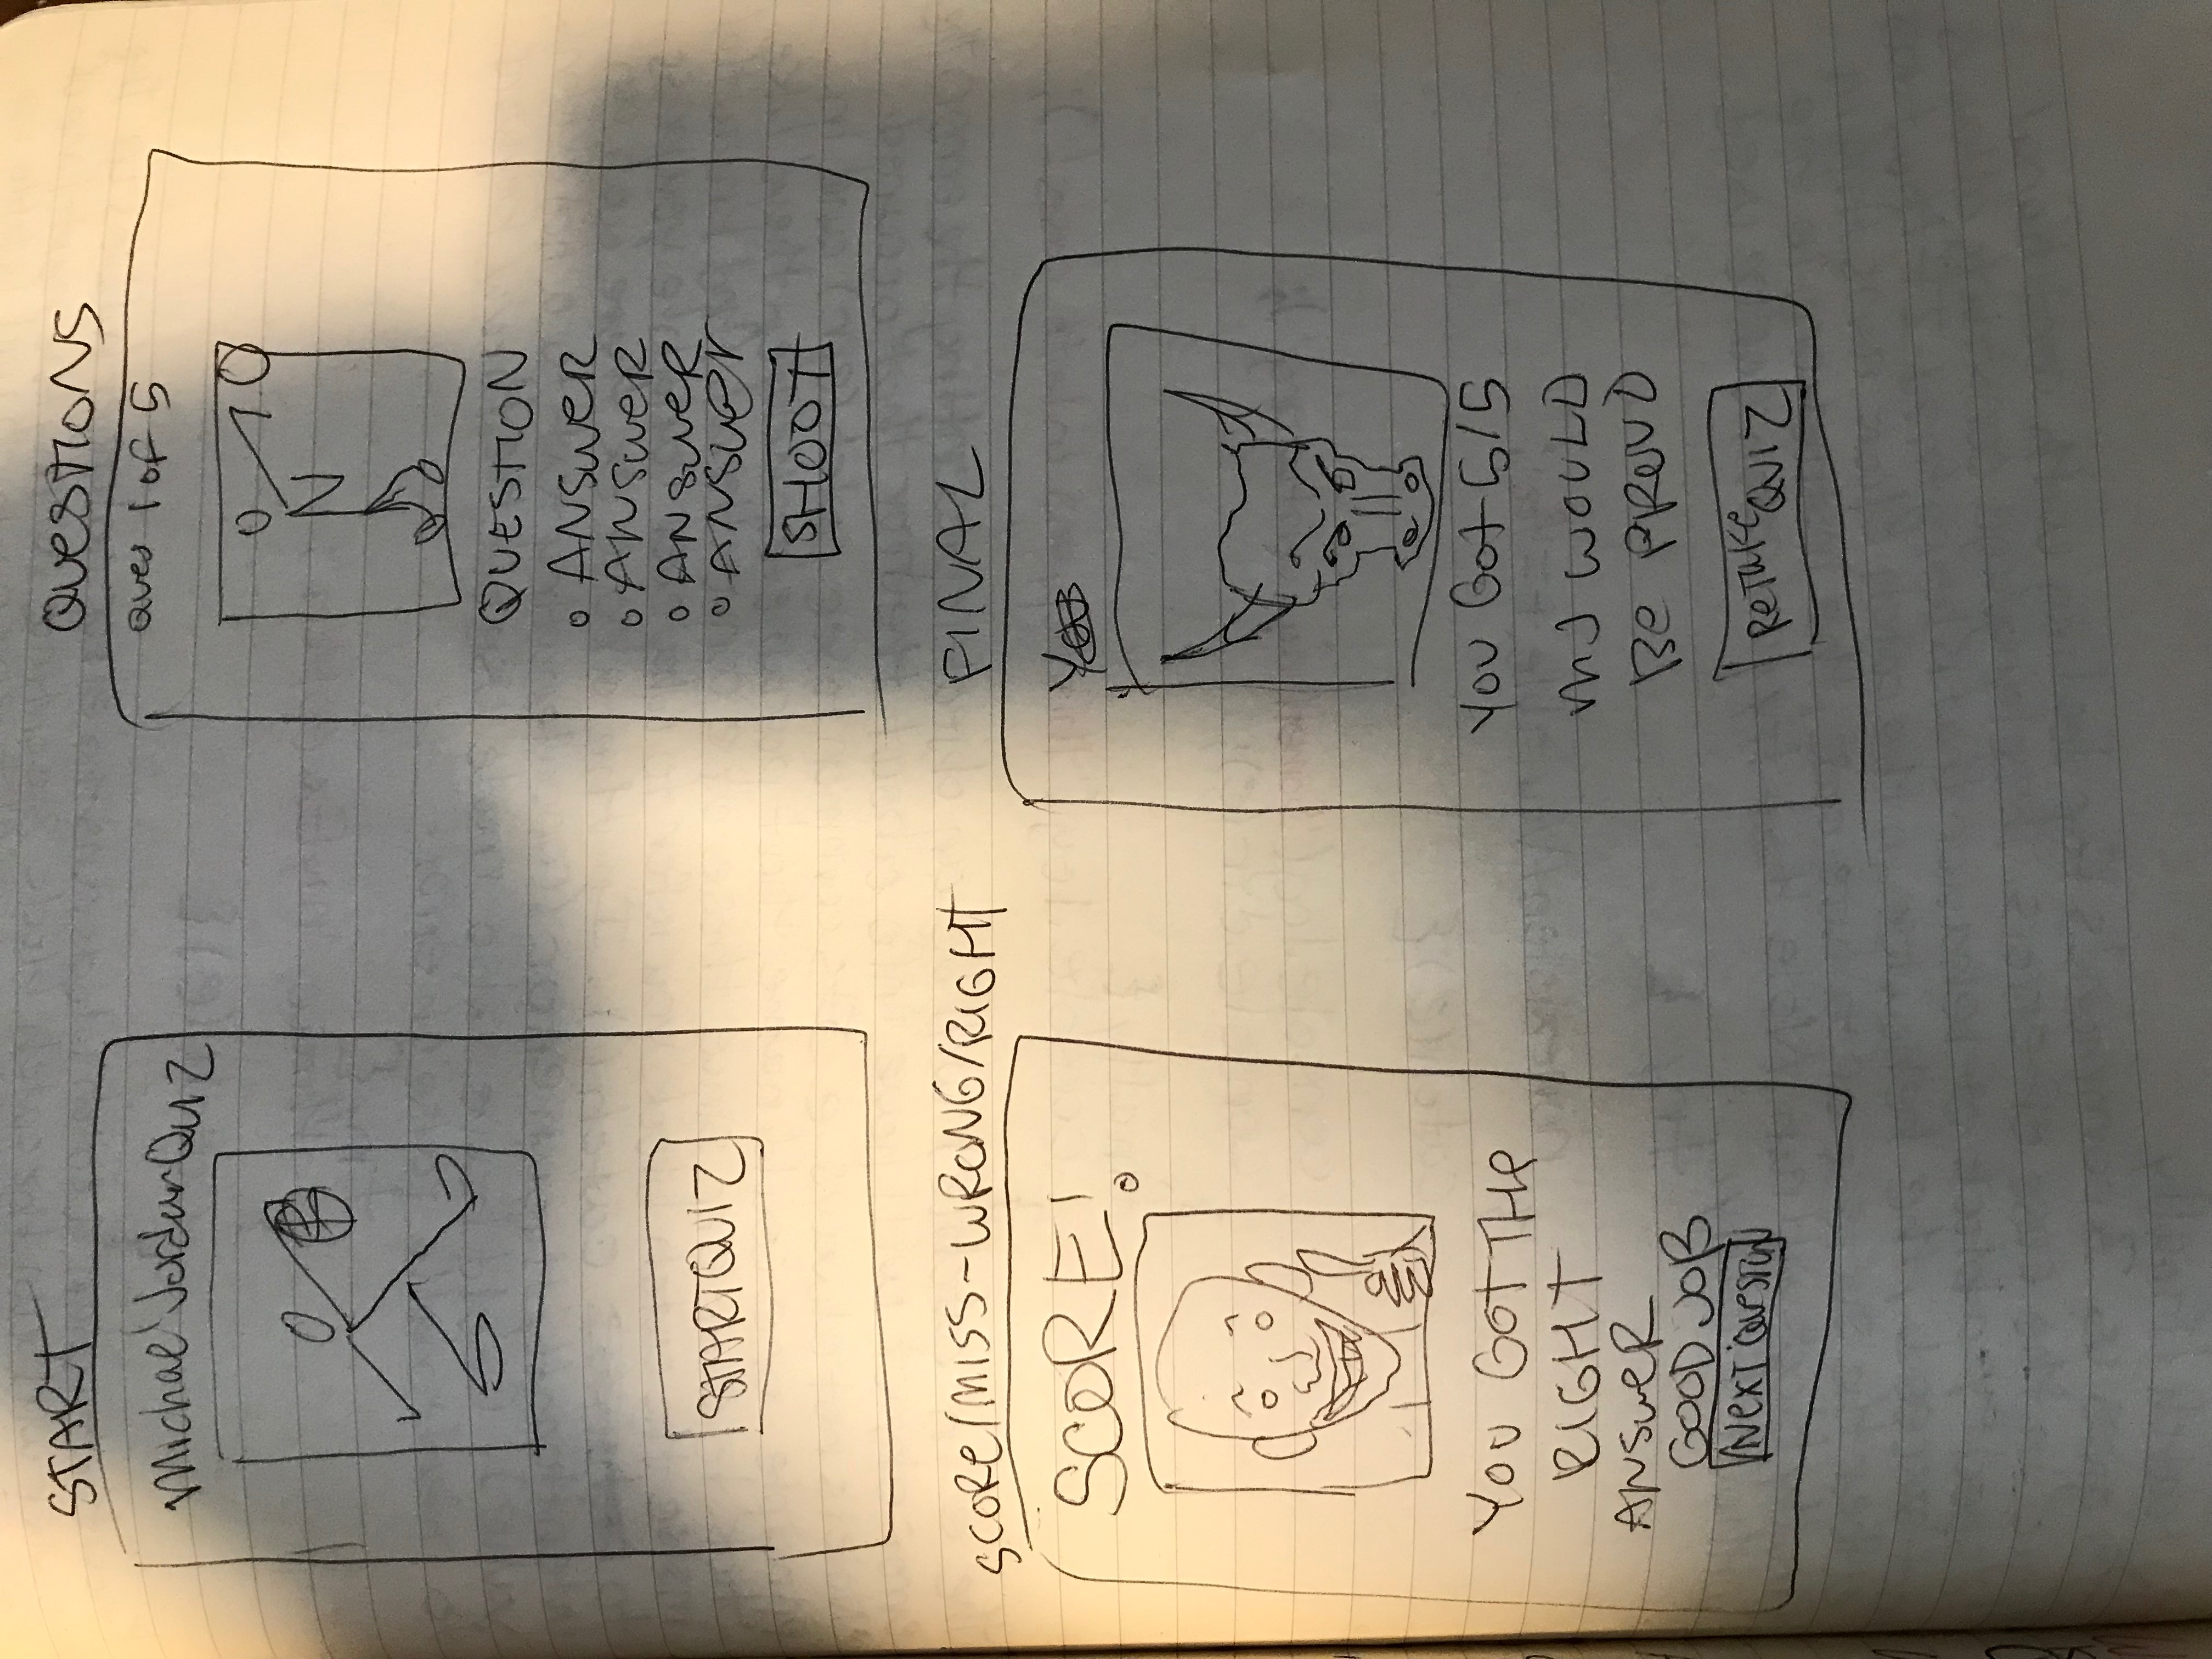 START
Michael Jordan Quiz
START QUIZ
QUESTIONS
Ques 1 of 5
QUESTION
ANSWER
ANSWER
ANSWER
ANSWER
SHOOT
SCORE/MISS-WRONG/RIGHT
SCORE!
YOU GOT THE
RIGHT
ANSWER
GOOD JOB
NEXT QUESTION
FINAL
YOU GOT 5/5
MJ WOULD
BE PROUD
RETAKE QUIZ